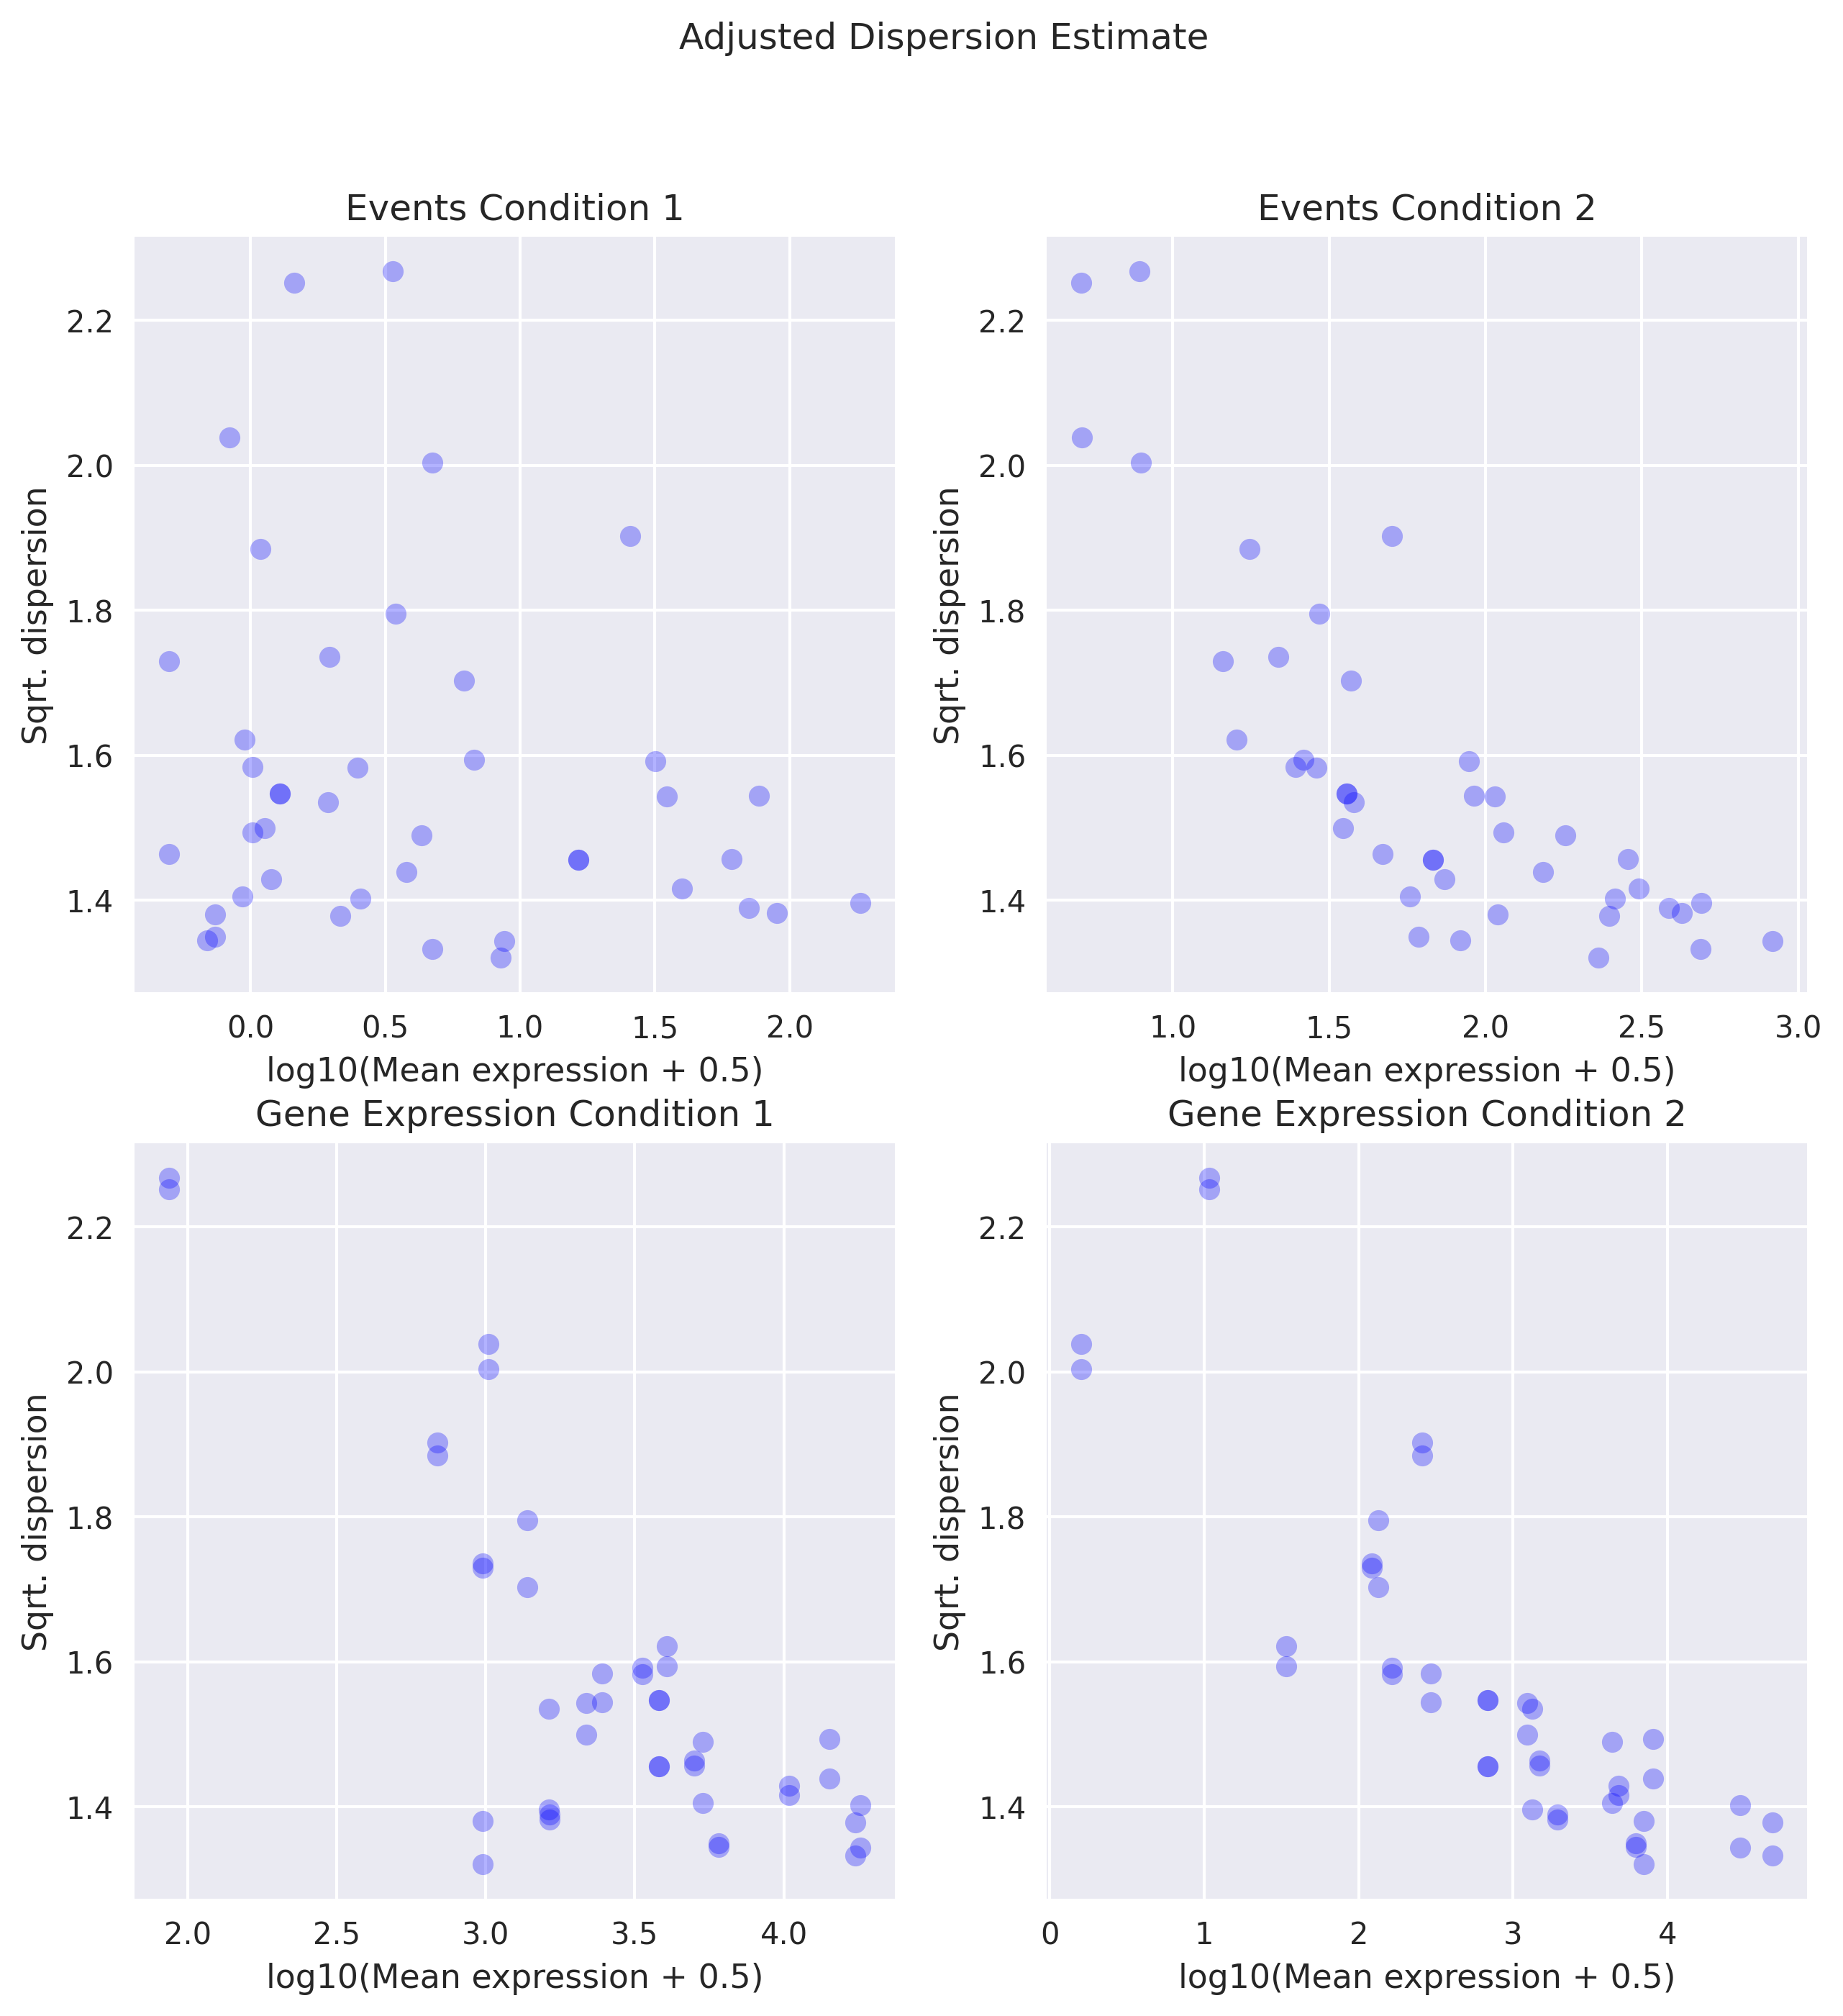 Adjusted Dispersion Estimate
Events Condition 1
Events Condition 2
2.2
2.0
1.8
1.6
1.4
Sqrt. dispersion
0.0 0.5 1.0 1.5 2.0
log10(Mean expression + 0.5)
2.2
2.0
1.8
1.6
1.4
Sqrt. dispersion
1.0 1.5 2.0 2.5 3.0
log10(Mean expression + 0.5)
Gene Expression Condition 1
Gene Expression Condition 2
2.2
2.0
1.8
1.6
1.4
Sqrt. dispersion
2.0 2.5 3.0 3.5 4.0
log10(Mean expression + 0.5)
2.2
2.0
1.8
1.6
1.4
Sqrt. dispersion
0 1 2 3 4
log10(Mean expression + 0.5)